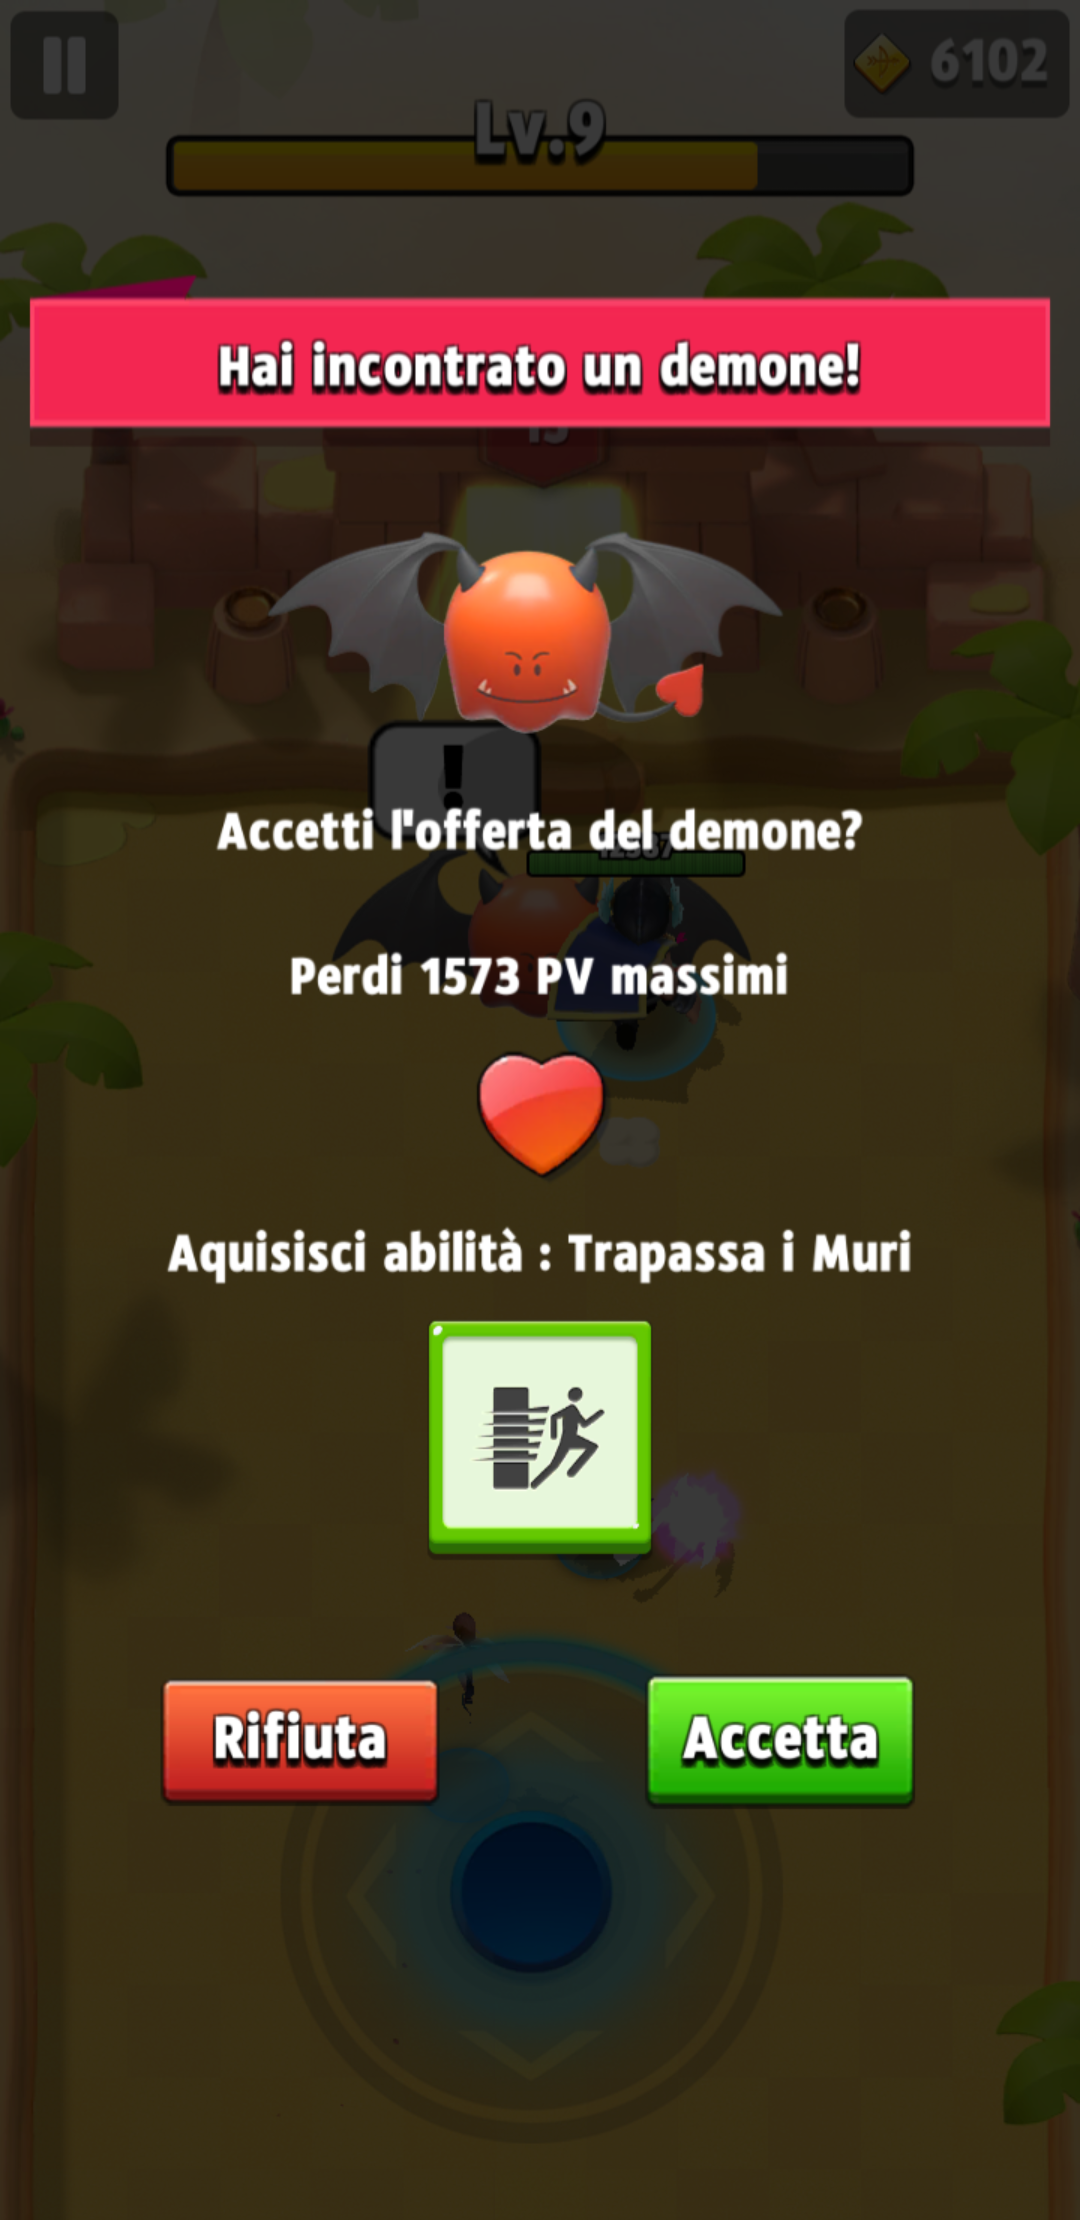 6102
Lv.9
Hai incontrato un demone!
Accetti l'offerta del demone?
Perdi 1573 PV massimi
Aquisisci abilità : Trapassa i Muri
Rifiuta
Accetta